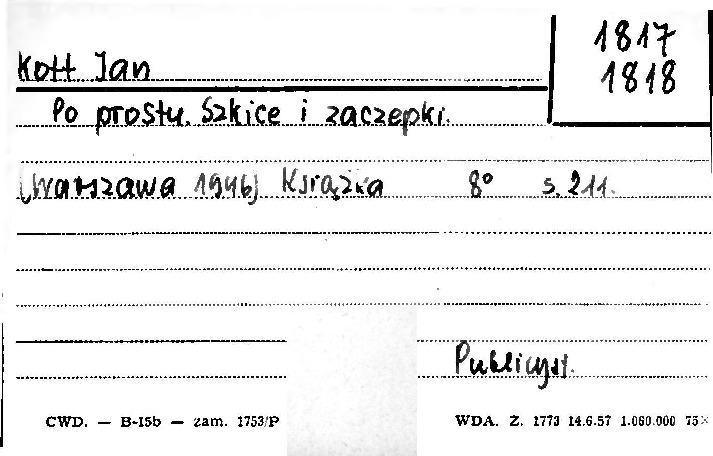 1817
1818
Kott Jan
Po prostu. Szkice i zaczepki.
(Warszawa 1946) Książka 8° s. 211.
Publicyst.
CWD. — B-15b — zam. 1753/P
WDA. Z. 1773 14.6.57 1.060.000 75×